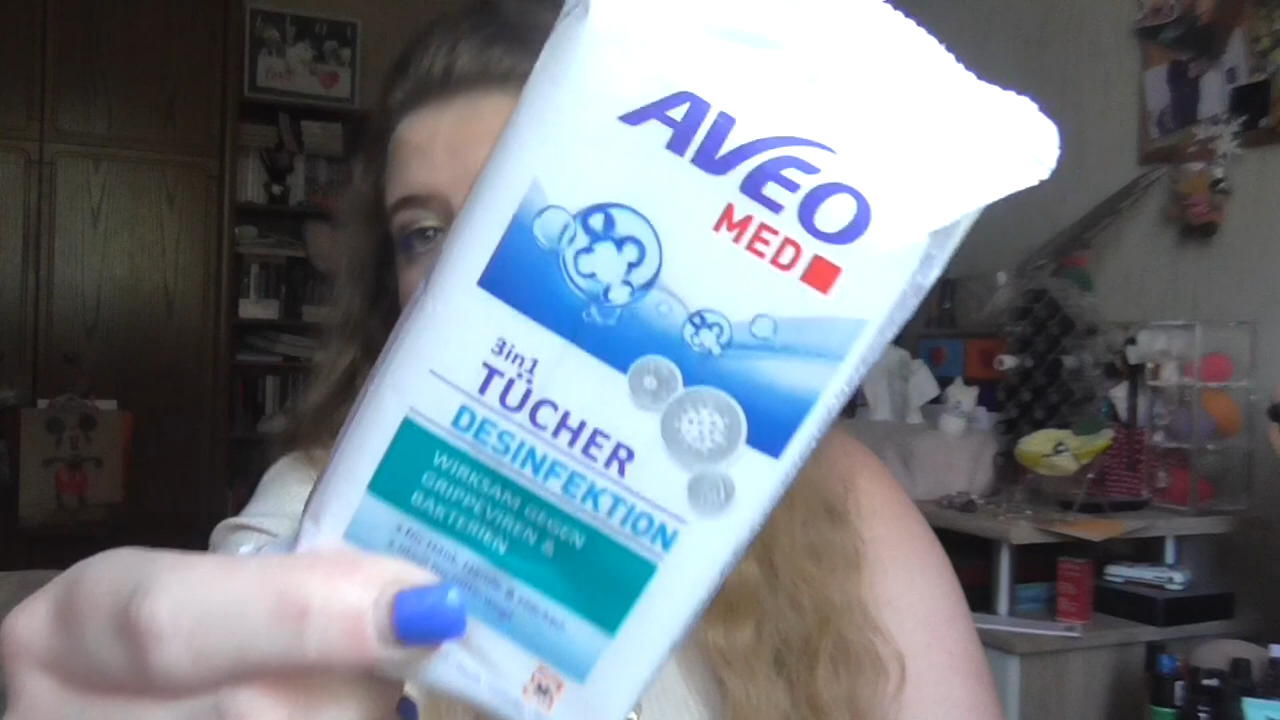 AVEO
MED
3in1
TÜCHER
DESINFEKTION
WIRKSAM GEGEN
GRIPPEVIREN &
BAKTERIEN